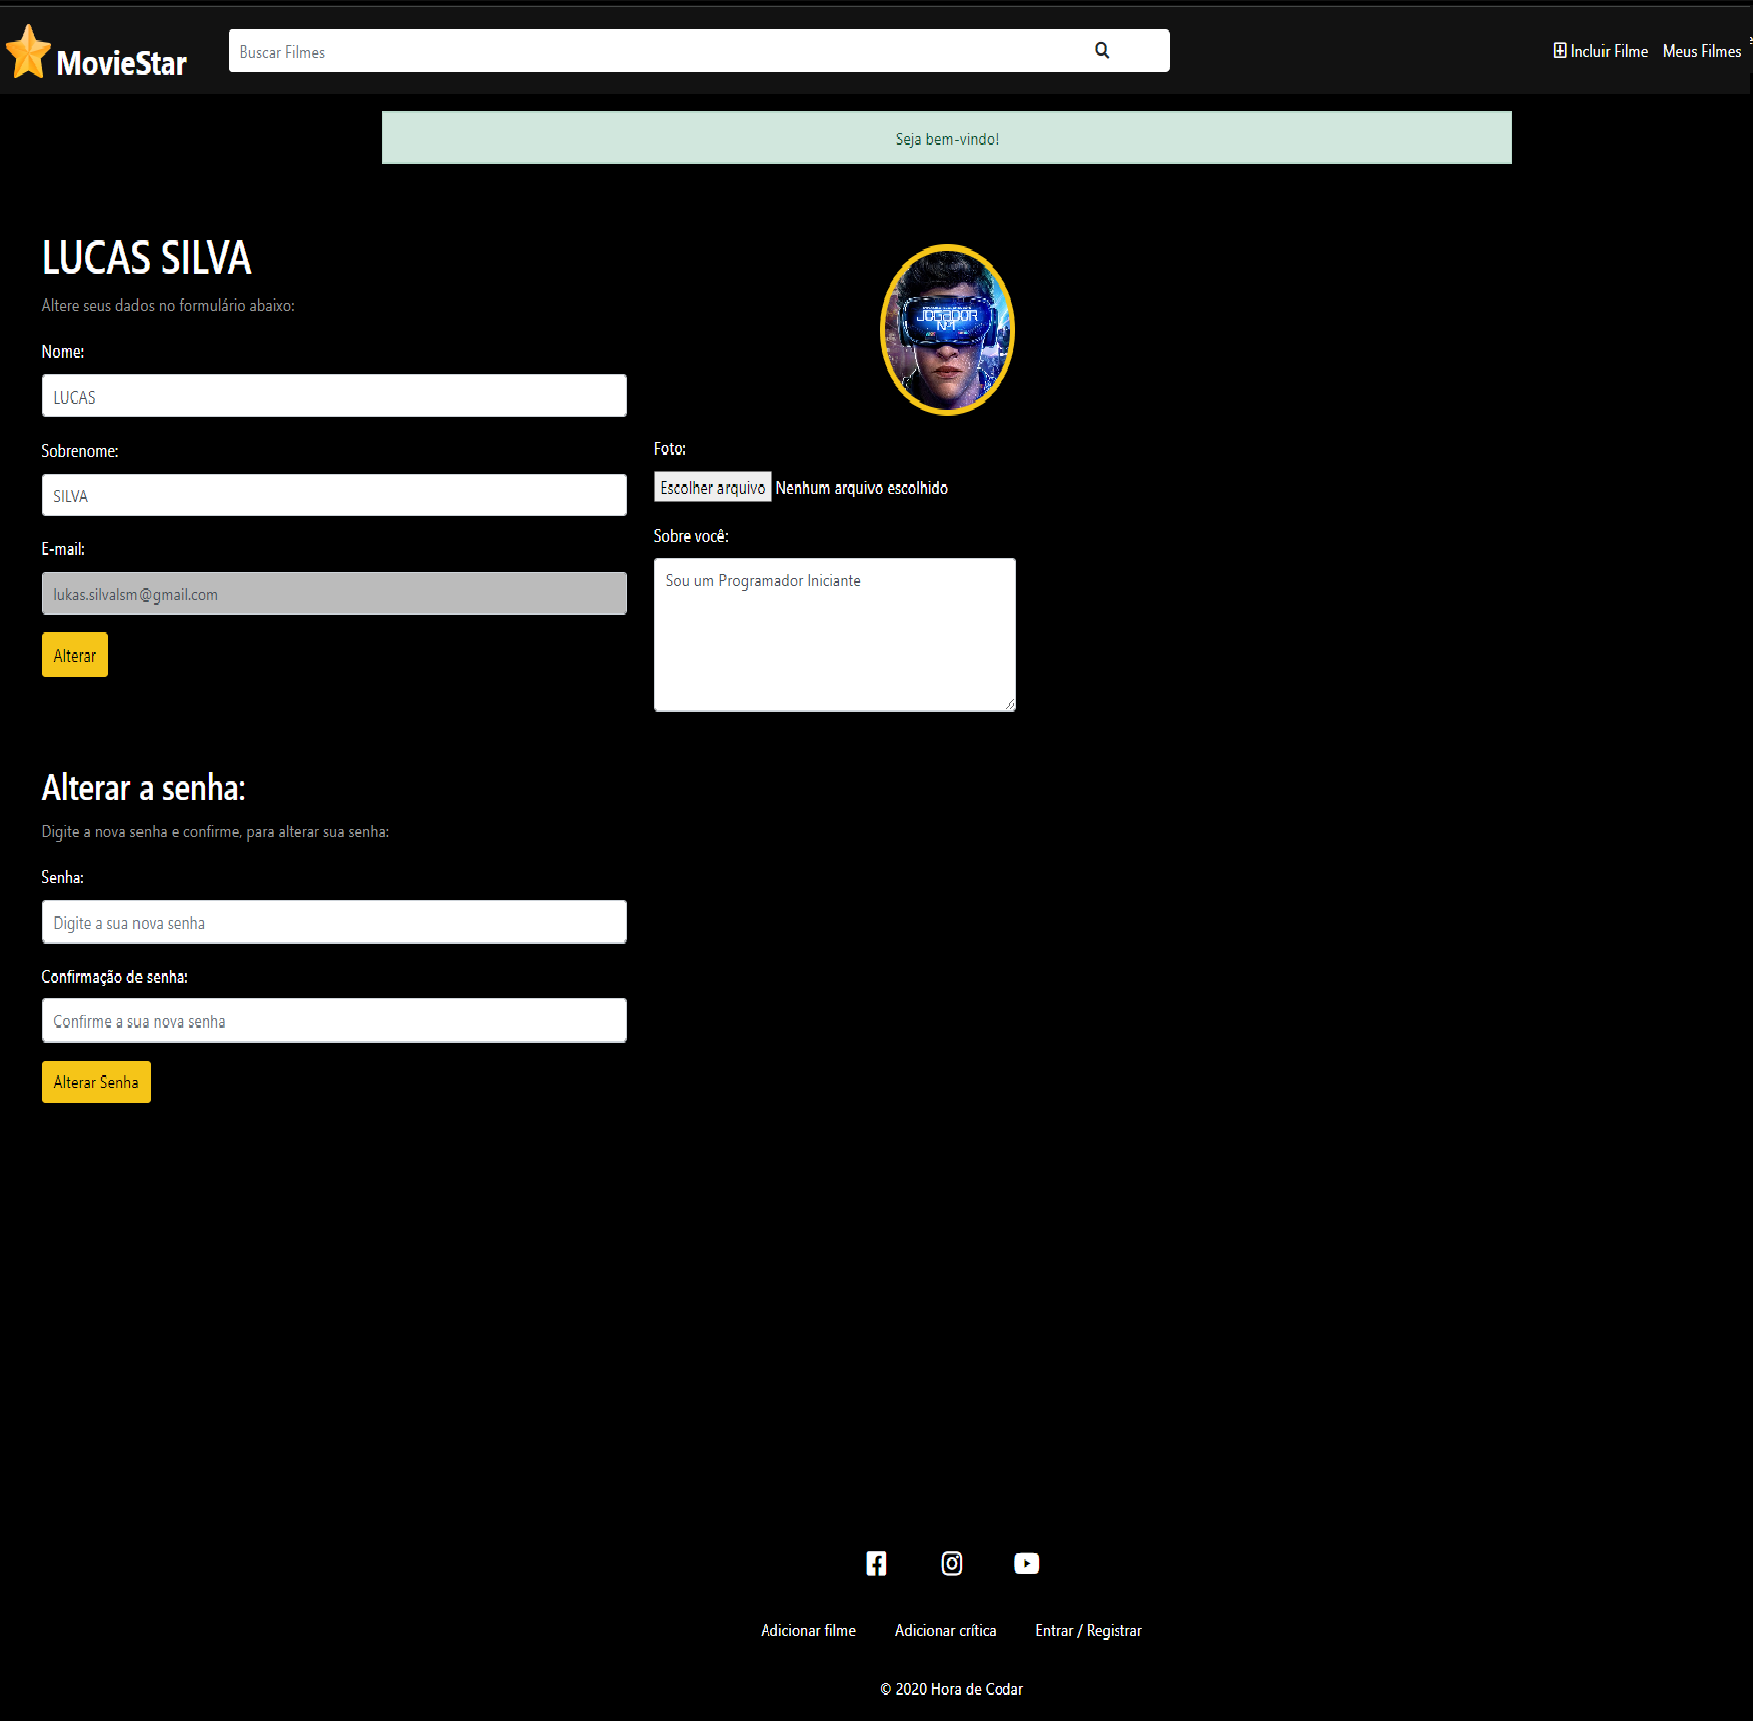 MovieStar
Buscar Filmes
Incluir Filme
Meus Filmes
Seja bem-vindo!
LUCAS SILVA
Altere seus dados no formulário abaixo:
Nome:
LUCAS
Sobrenome:
SILVA
E-mail:
lukas.silvalsm@gmail.com
Alterar
JOGADOR
Nº1
Foto:
Escolher arquivo Nenhum arquivo escolhido
Sobre você:
Sou um Programador Iniciante
Alterar a senha:
Digite a nova senha e confirme, para alterar sua senha:
Senha:
Digite a sua nova senha
Confirmação de senha:
Confirme a sua nova senha
Alterar Senha
Adicionar filme
Adicionar crítica
Entrar / Registrar
© 2020 Hora de Codar